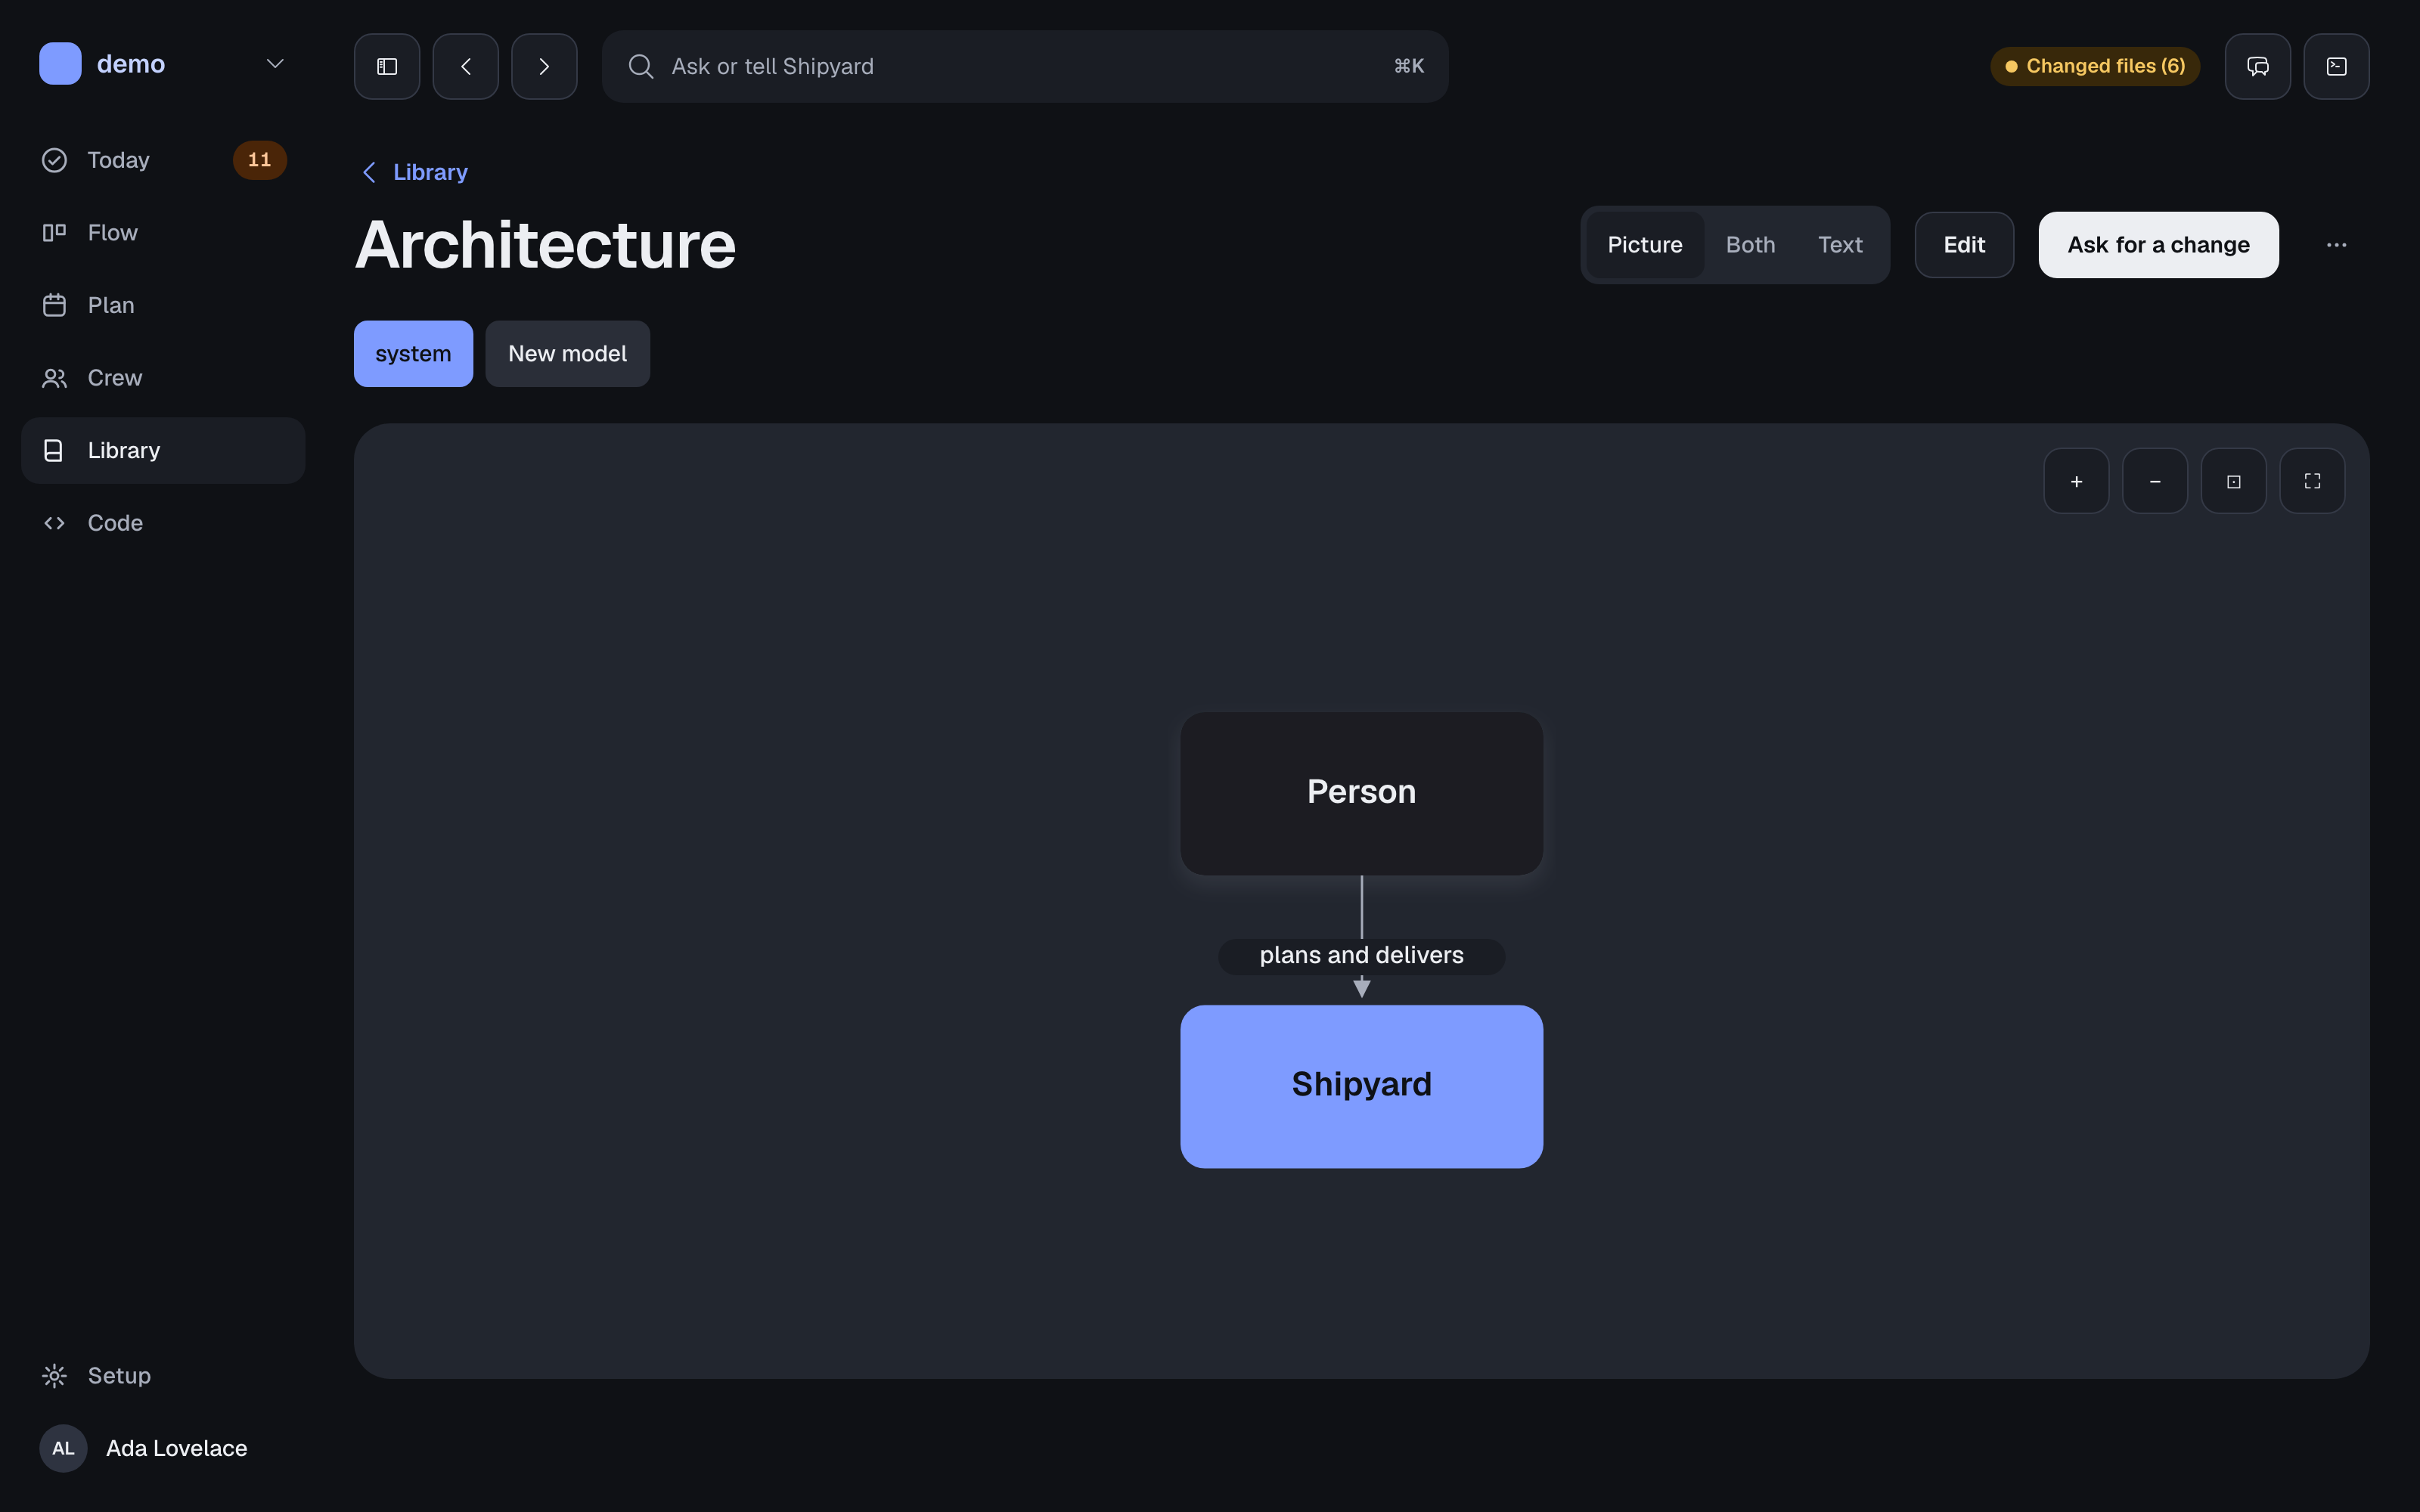 demo
Ask or tell Shipyard ⌘K
Changed files (6)
Today 11
Flow
Plan
Crew
Library
Code
Setup
AL Ada Lovelace
Library
Architecture
Picture Both Text Edit Ask for a change
system New model
Person
plans and delivers
Shipyard